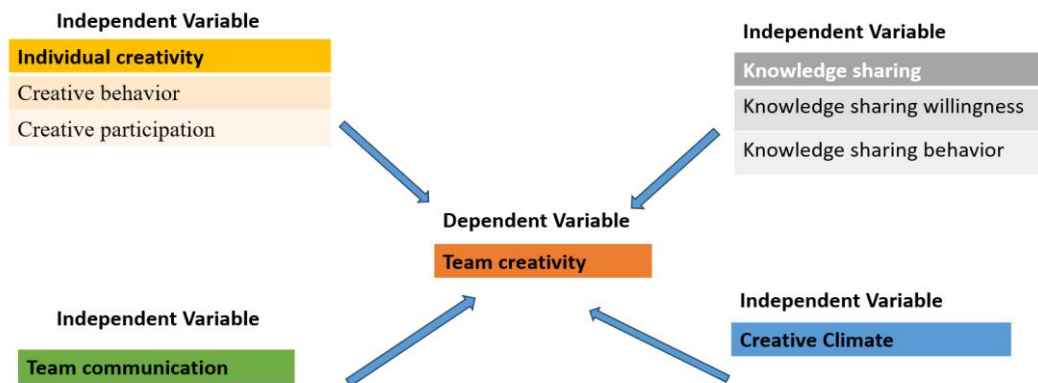 Independent Variable
Individual creativity
Creative behavior
Creative participation
Independent Variable
Knowledge sharing
Knowledge sharing willingness
Knowledge sharing behavior
Dependent Variable
Team creativity
Independent Variable
Team communication
Independent Variable
Creative Climate